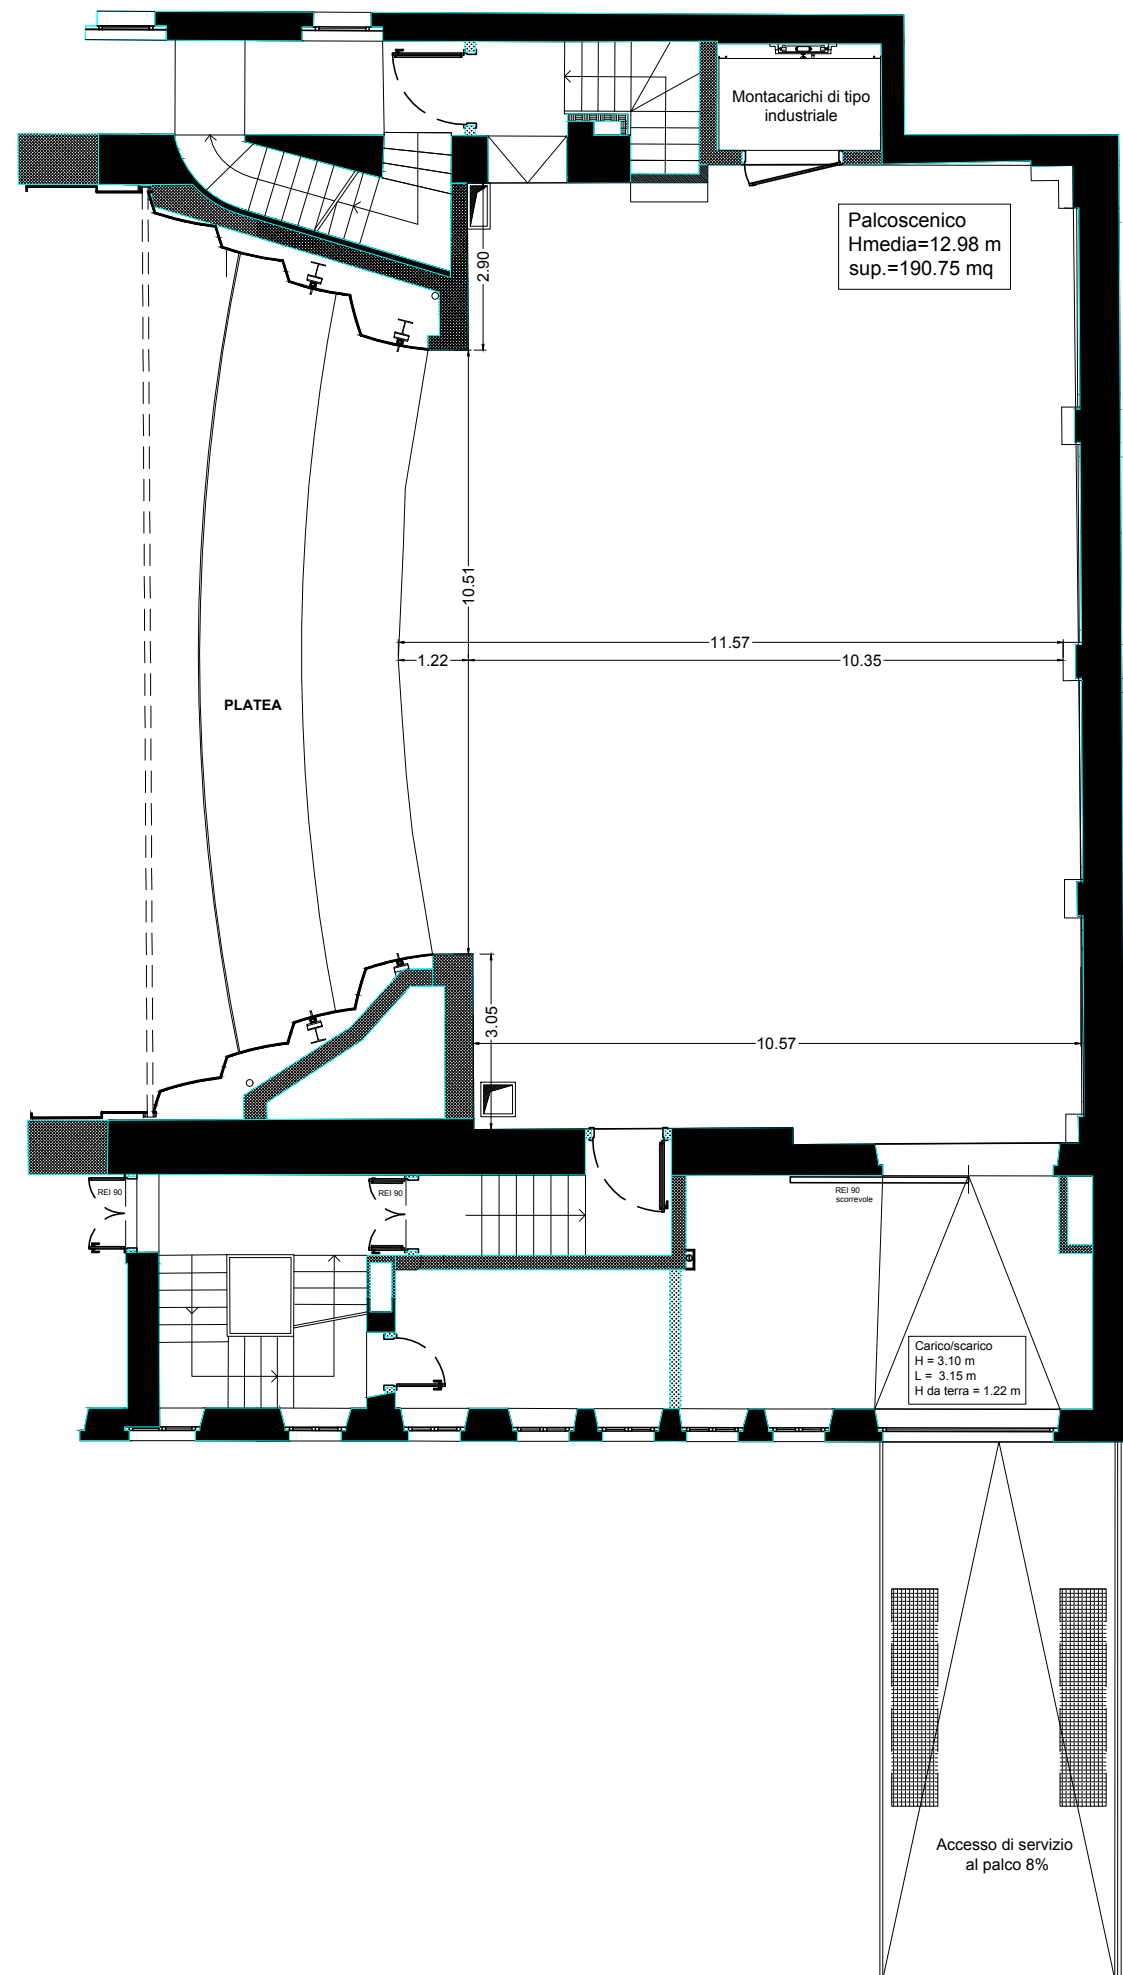 Montacarichi di tipo
industriale
Palcoscenico
Hmedia=12.98 m
sup.=190.75 mq
2.90
10.51
11.57
1.22
10.35
PLATEA
3.05
10.57
REI 90
REI 90
REI 90
scorrevole
Carico/scarico
H = 3.10 m
L = 3.15 m
H da terra = 1.22 m
Accesso di servizio
al palco 8%